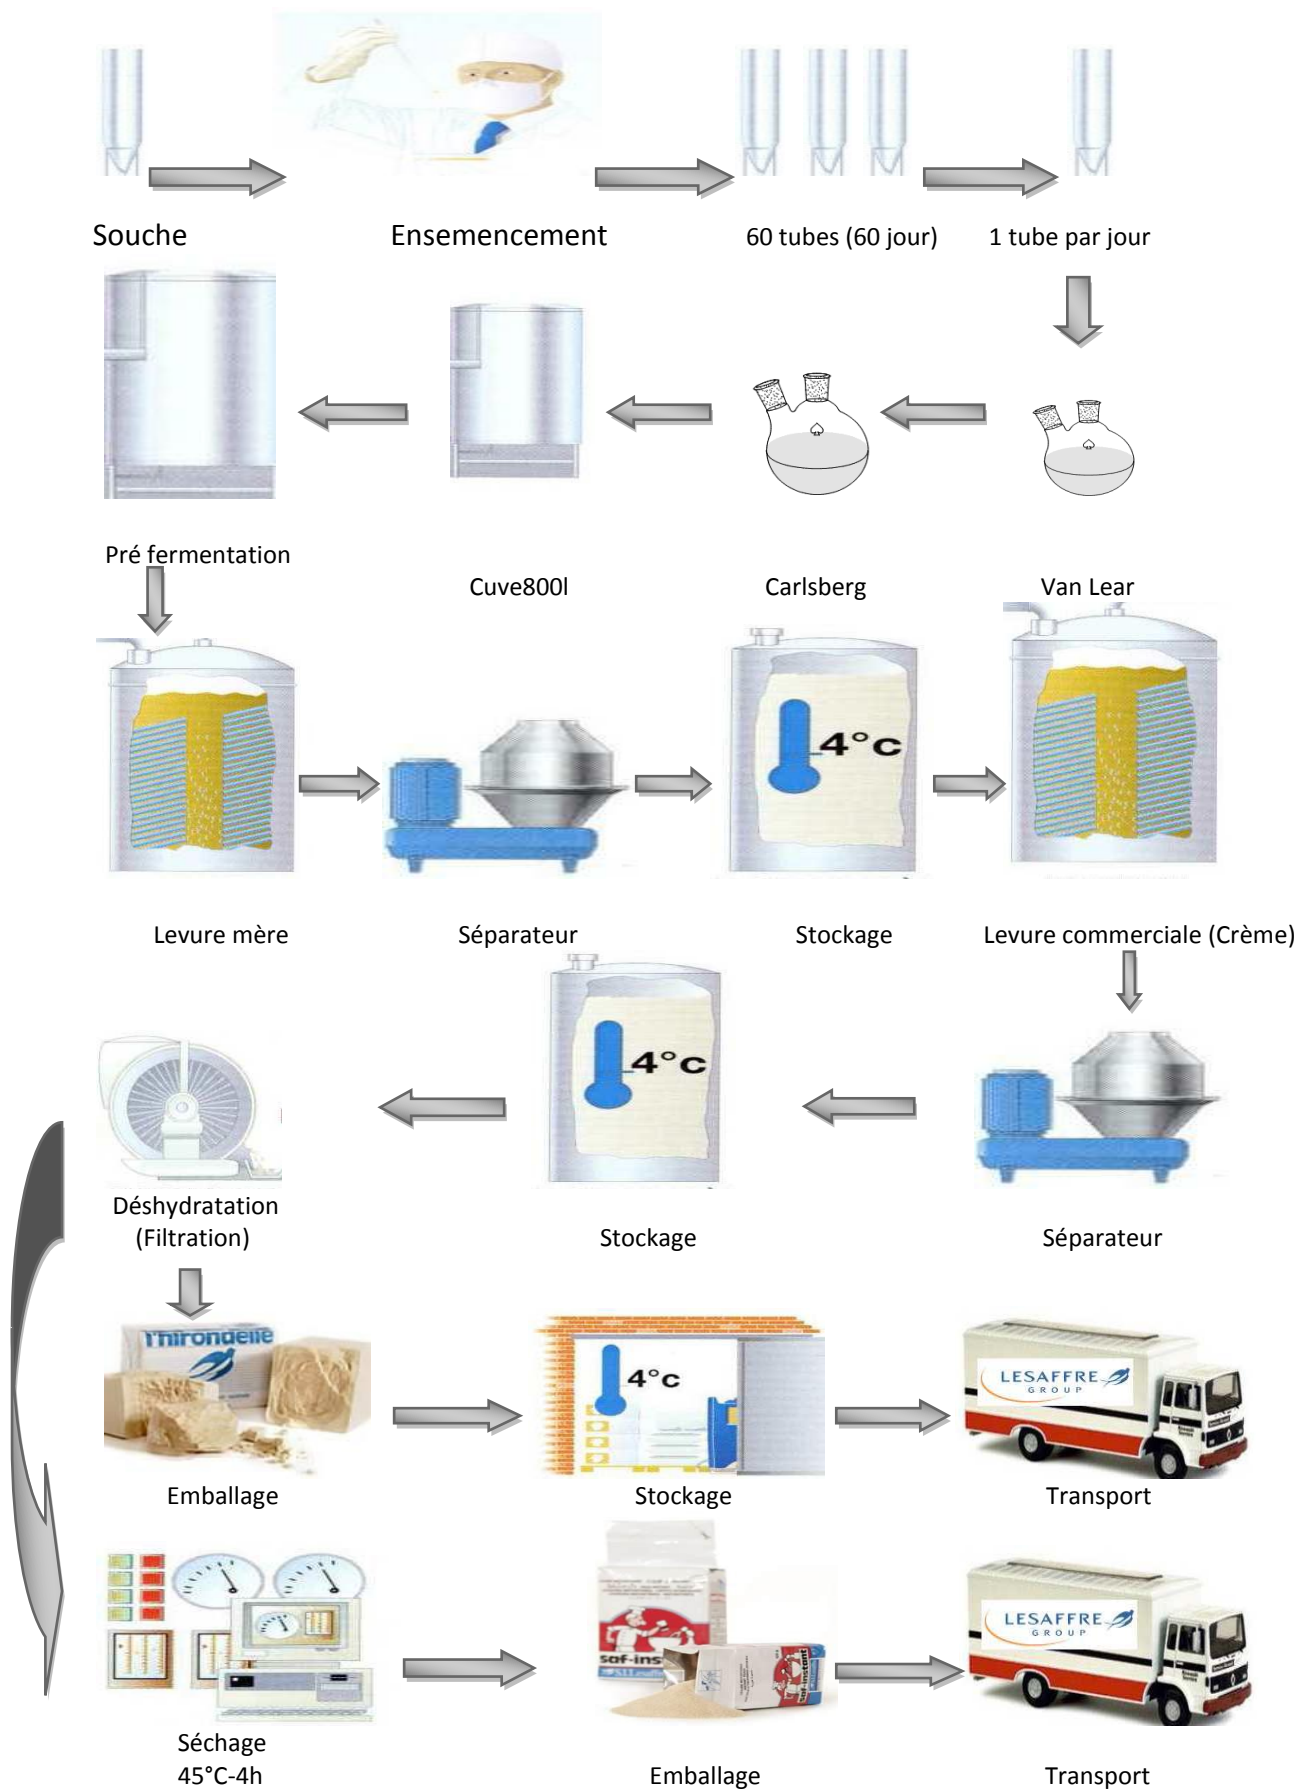 Souche
Ensemencement
60 tubes (60 jour)
1 tube par jour
Pré fermentation
Cuve800l
Carlsberg
Van Lear
4°c
Levure mère
Séparateur
Stockage
Levure commerciale (Crème)
4°c
Déshydratation
(Filtration)
Stockage
Séparateur
l'hirondelle
4°c
LESAFFRE
GROUP
Emballage
Stockage
Transport
saf-inst
saf-instant
LESAFFRE
GROUP
Séchage
45°C-4h
Emballage
Transport